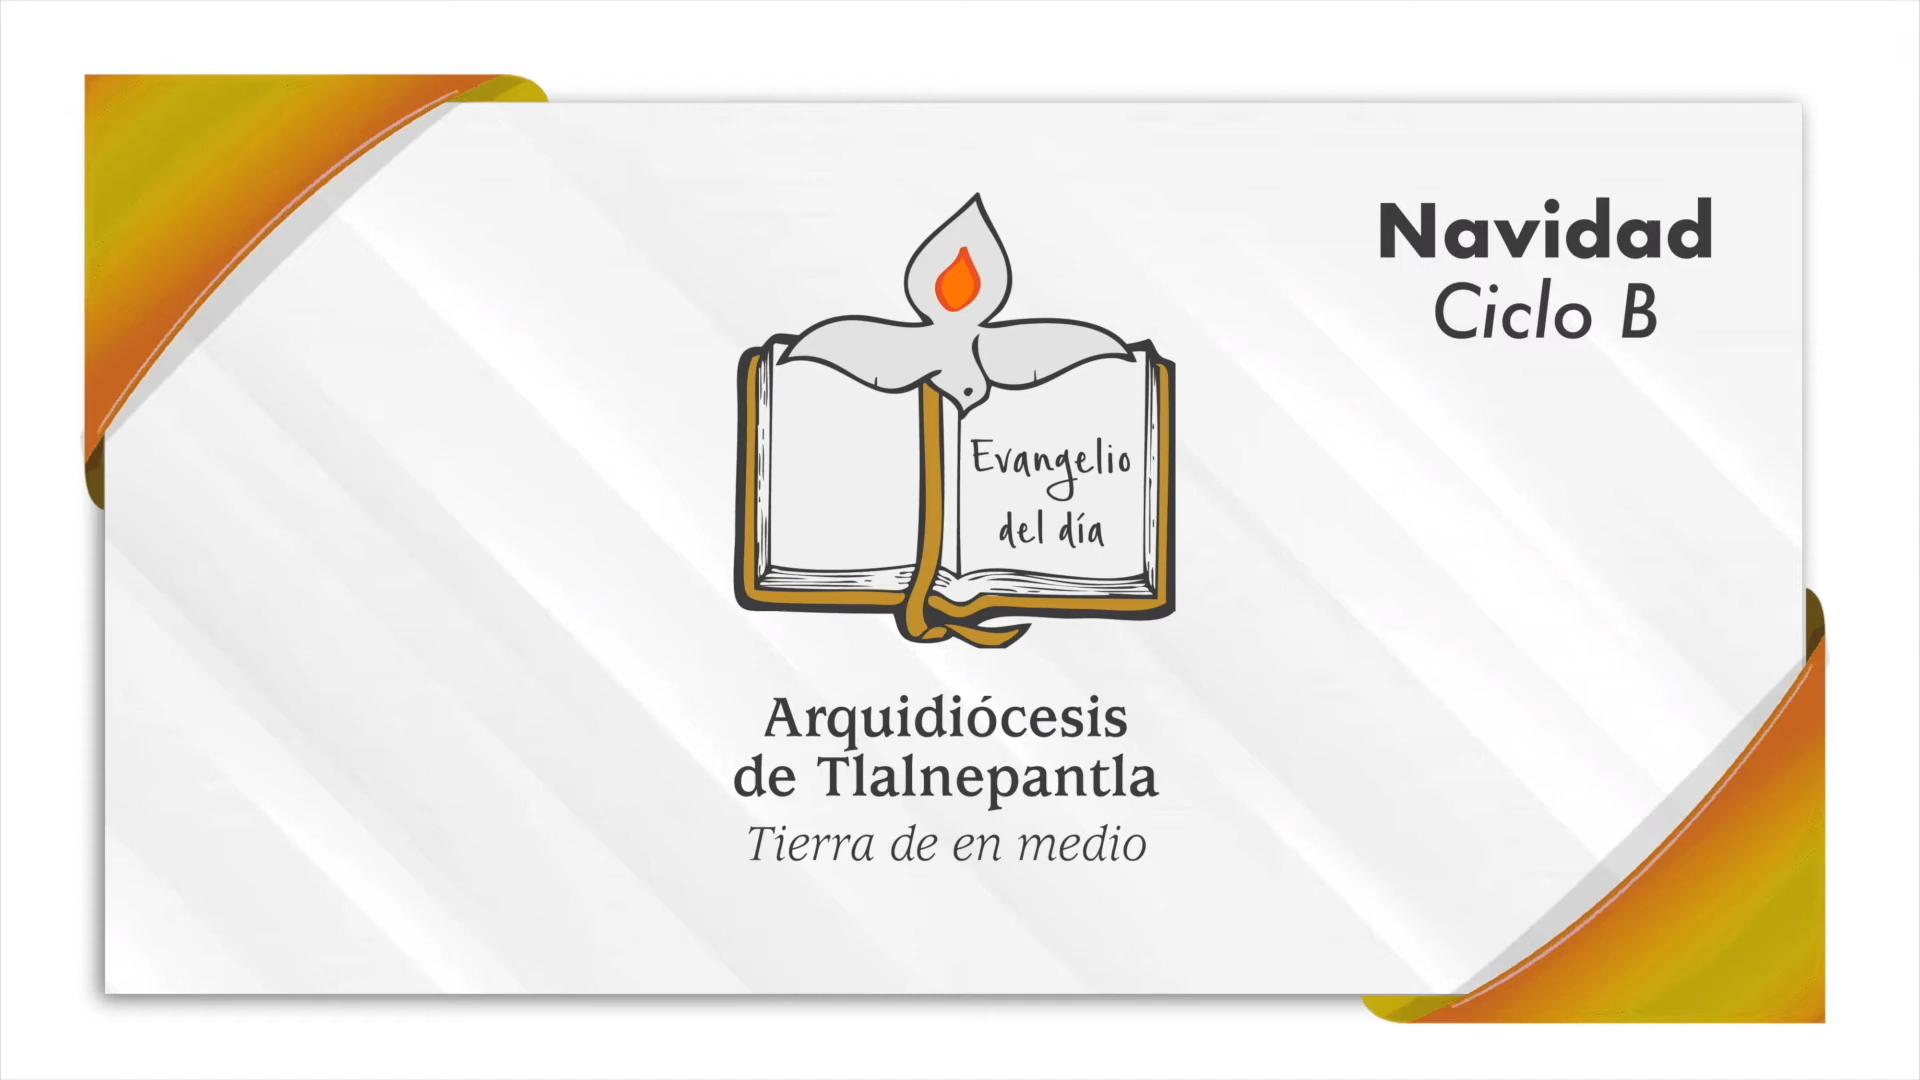 Navidad
Ciclo B
Evangelio
del día
Arquidiócesis
de Tlalnepantla
Tierra de en medio